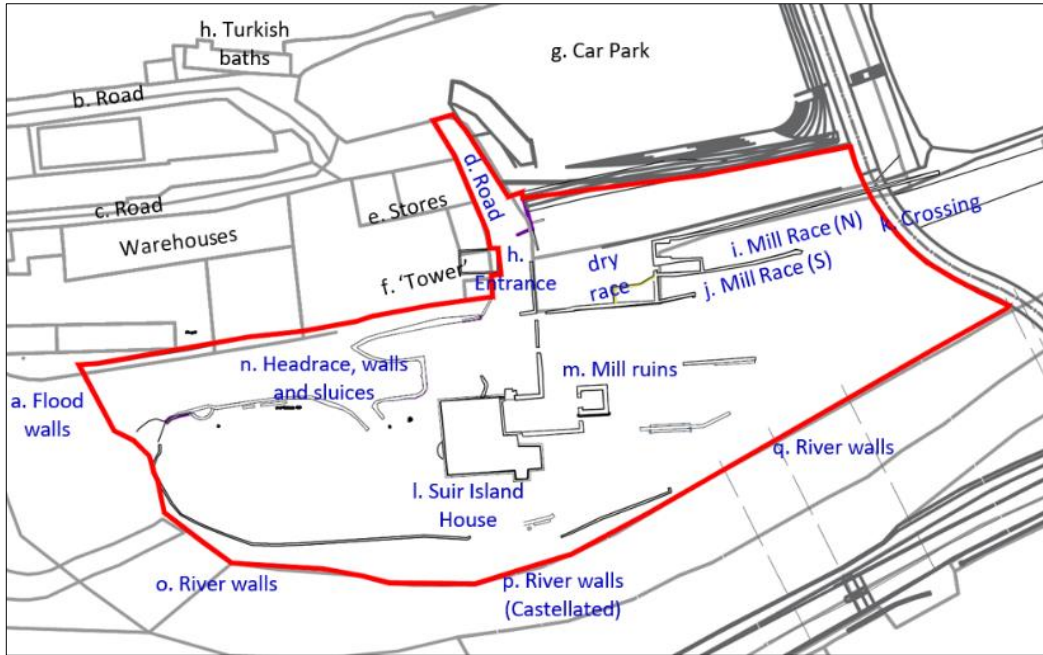 h. Turkish
baths
g. Car Park
b. Road
d. Road
c. Road
e. Stores
Warehouses
f. ‘Tower’
h.
Entrance
dry
race
i. Mill Race (N)
k. Crossing
j. Mill Race (S)
n. Headrace, walls
and sluices
m. Mill ruins
a. Flood
walls
q. River walls
l. Suir Island
House
o. River walls
p. River walls
(Castellated)